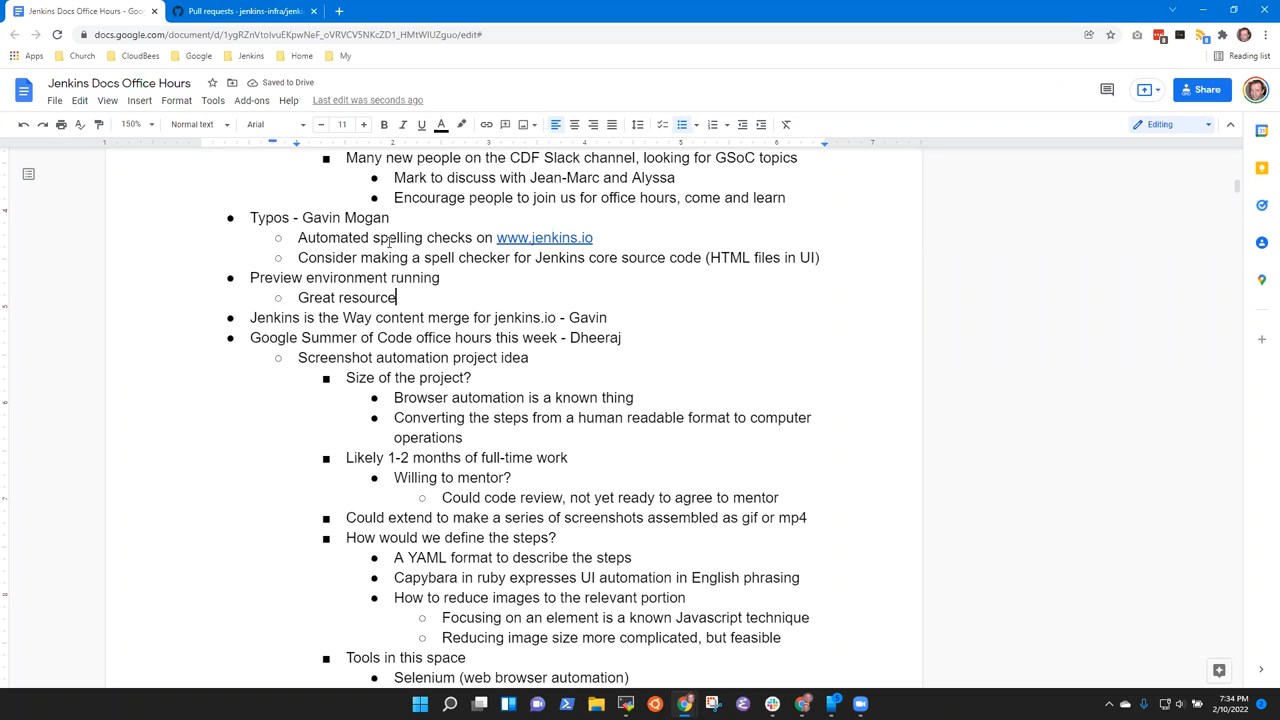 Jenkins Docs Office Hours - Goo
Pull requests · jenkins-infra/jenki
docs.google.com/document/d/1ygRZnVtoIvuEKpwNeF_oVRVCV5NKcZD1_HMtWIUZguo/edit#
Apps Church CloudBees Google Jenkins Home My Reading list
Jenkins Docs Office Hours Saved to Drive
File Edit View Insert Format Tools Add-ons Help Last edit was seconds ago
Share
150% Normal text Arial 11 Editing
Many new people on the CDF Slack channel, looking for GSoC topics
Mark to discuss with Jean-Marc and Alyssa
Encourage people to join us for office hours, come and learn
Typos - Gavin Mogan
Automated spelling checks on www.jenkins.io
Consider making a spell checker for Jenkins core source code (HTML files in UI)
Preview environment running
Great resource
Jenkins is the Way content merge for jenkins.io - Gavin
Google Summer of Code office hours this week - Dheeraj
Screenshot automation project idea
Size of the project?
Browser automation is a known thing
Converting the steps from a human readable format to computer
operations
Likely 1-2 months of full-time work
Willing to mentor?
Could code review, not yet ready to agree to mentor
Could extend to make a series of screenshots assembled as gif or mp4
How would we define the steps?
A YAML format to describe the steps
Capybara in ruby expresses UI automation in English phrasing
How to reduce images to the relevant portion
Focusing on an element is a known Javascript technique
Reducing image size more complicated, but feasible
Tools in this space
Selenium (web browser automation)
7:34 PM
2/10/2022